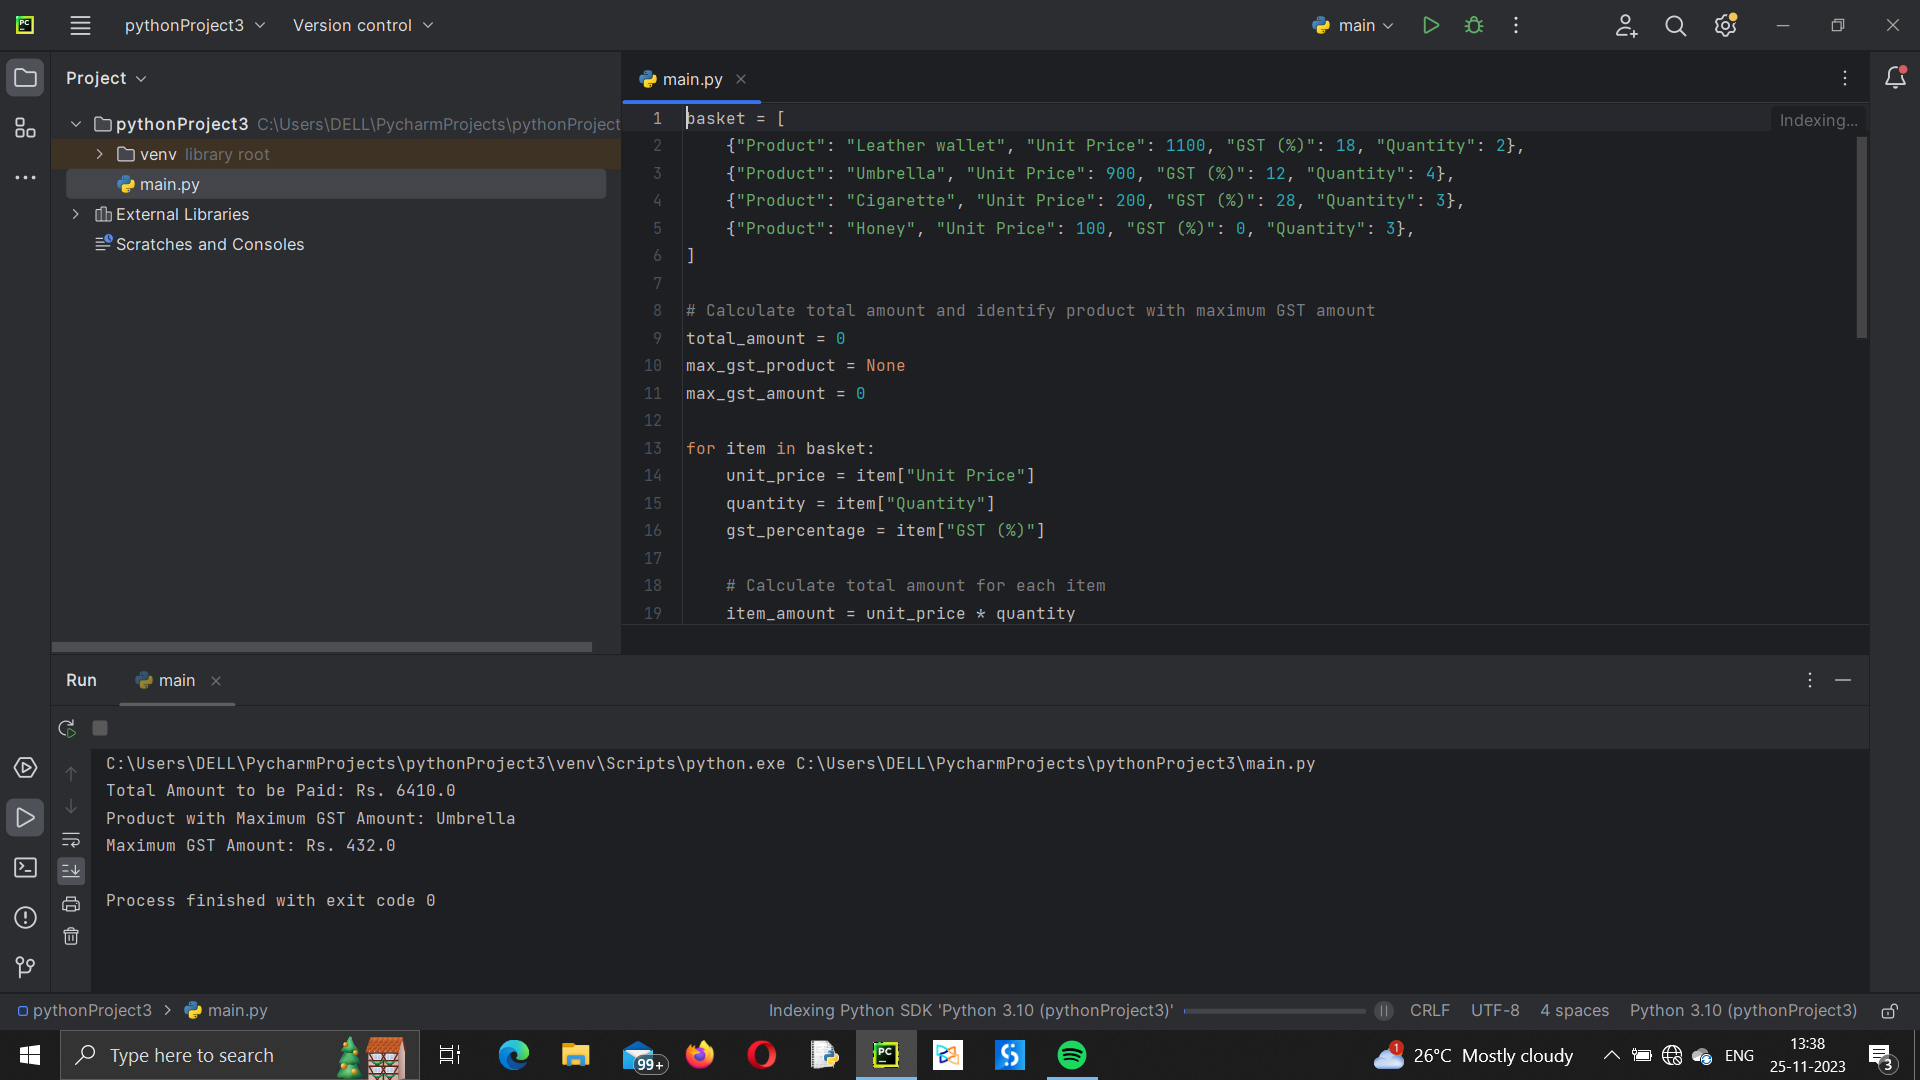 pythonProject3
Version control
main
Project
pythonProject3 C:\Users\DELL\PycharmProjects\pythonProject
venv library root
main.py
External Libraries
Scratches and Consoles
main.py
Indexing...
1 basket = [
2 {"Product": "Leather wallet", "Unit Price": 1100, "GST (%)": 18, "Quantity": 2},
3 {"Product": "Umbrella", "Unit Price": 900, "GST (%)": 12, "Quantity": 4},
4 {"Product": "Cigarette", "Unit Price": 200, "GST (%)": 28, "Quantity": 3},
5 {"Product": "Honey", "Unit Price": 100, "GST (%)": 0, "Quantity": 3},
6 ]
7
8 # Calculate total amount and identify product with maximum GST amount
9 total_amount = 0
10 max_gst_product = None
11 max_gst_amount = 0
12
13 for item in basket:
14 unit_price = item["Unit Price"]
15 quantity = item["Quantity"]
16 gst_percentage = item["GST (%)"]
17
18 # Calculate total amount for each item
19 item_amount = unit_price * quantity
Run main
C:\Users\DELL\PycharmProjects\pythonProject3\venv\Scripts\python.exe C:\Users\DELL\PycharmProjects\pythonProject3\main.py
Total Amount to be Paid: Rs. 6410.0
Product with Maximum GST Amount: Umbrella
Maximum GST Amount: Rs. 432.0
Process finished with exit code 0
pythonProject3 > main.py
Indexing Python SDK 'Python 3.10 (pythonProject3)'
CRLF UTF-8 4 spaces Python 3.10 (pythonProject3)
Type here to search
99+
PC
1
26°C Mostly cloudy
ENG
13:38
25-11-2023
3